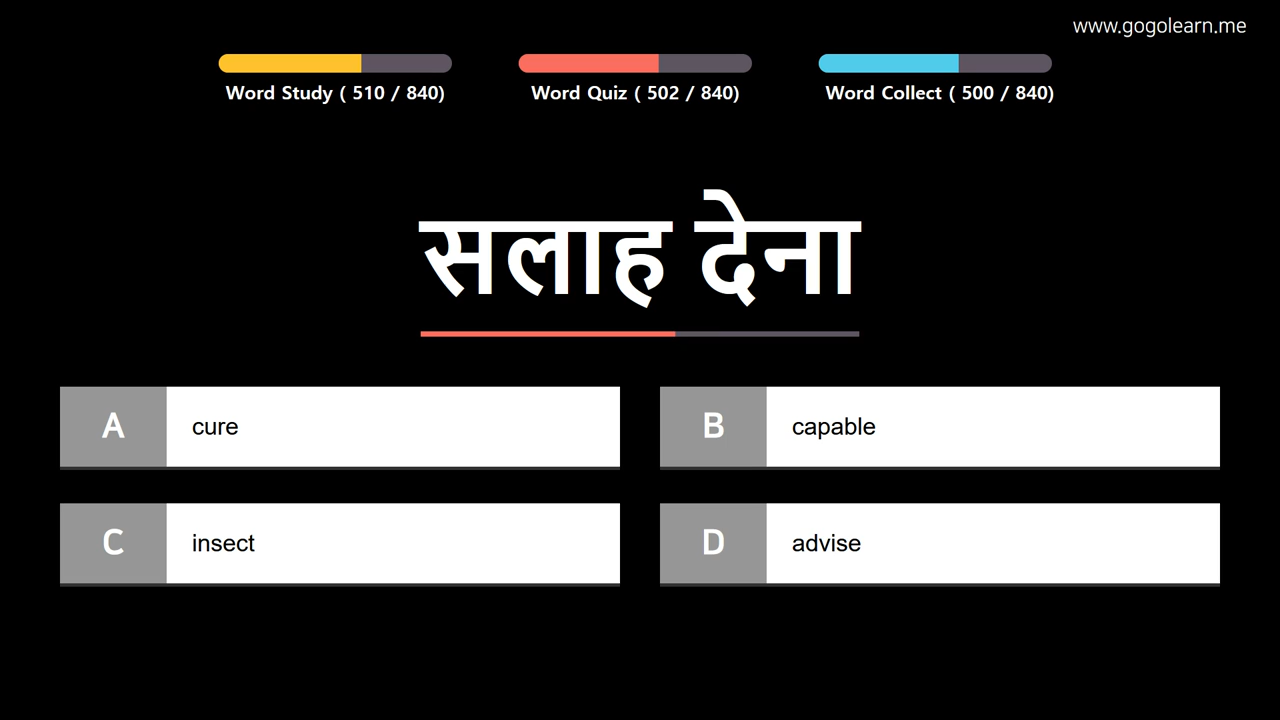 www.gogolearn.me
Word Study ( 510 / 840)
Word Quiz ( 502 / 840)
Word Collect ( 500 / 840)
सलाह देना
A cure
B capable
C insect
D advise